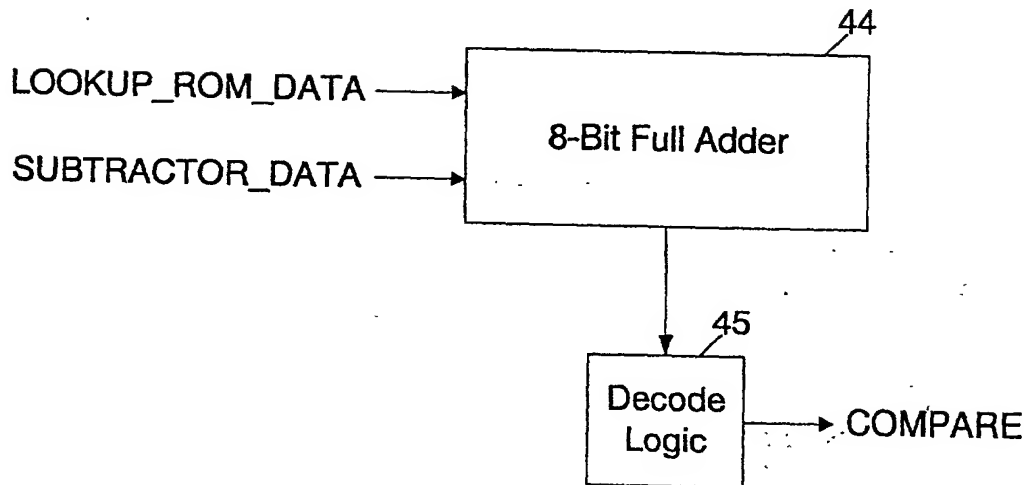 44
LOOKUP_ROM_DATA
8-Bit Full Adder
SUBTRACTOR_DATA
45
Decode
Logic
COMPARE